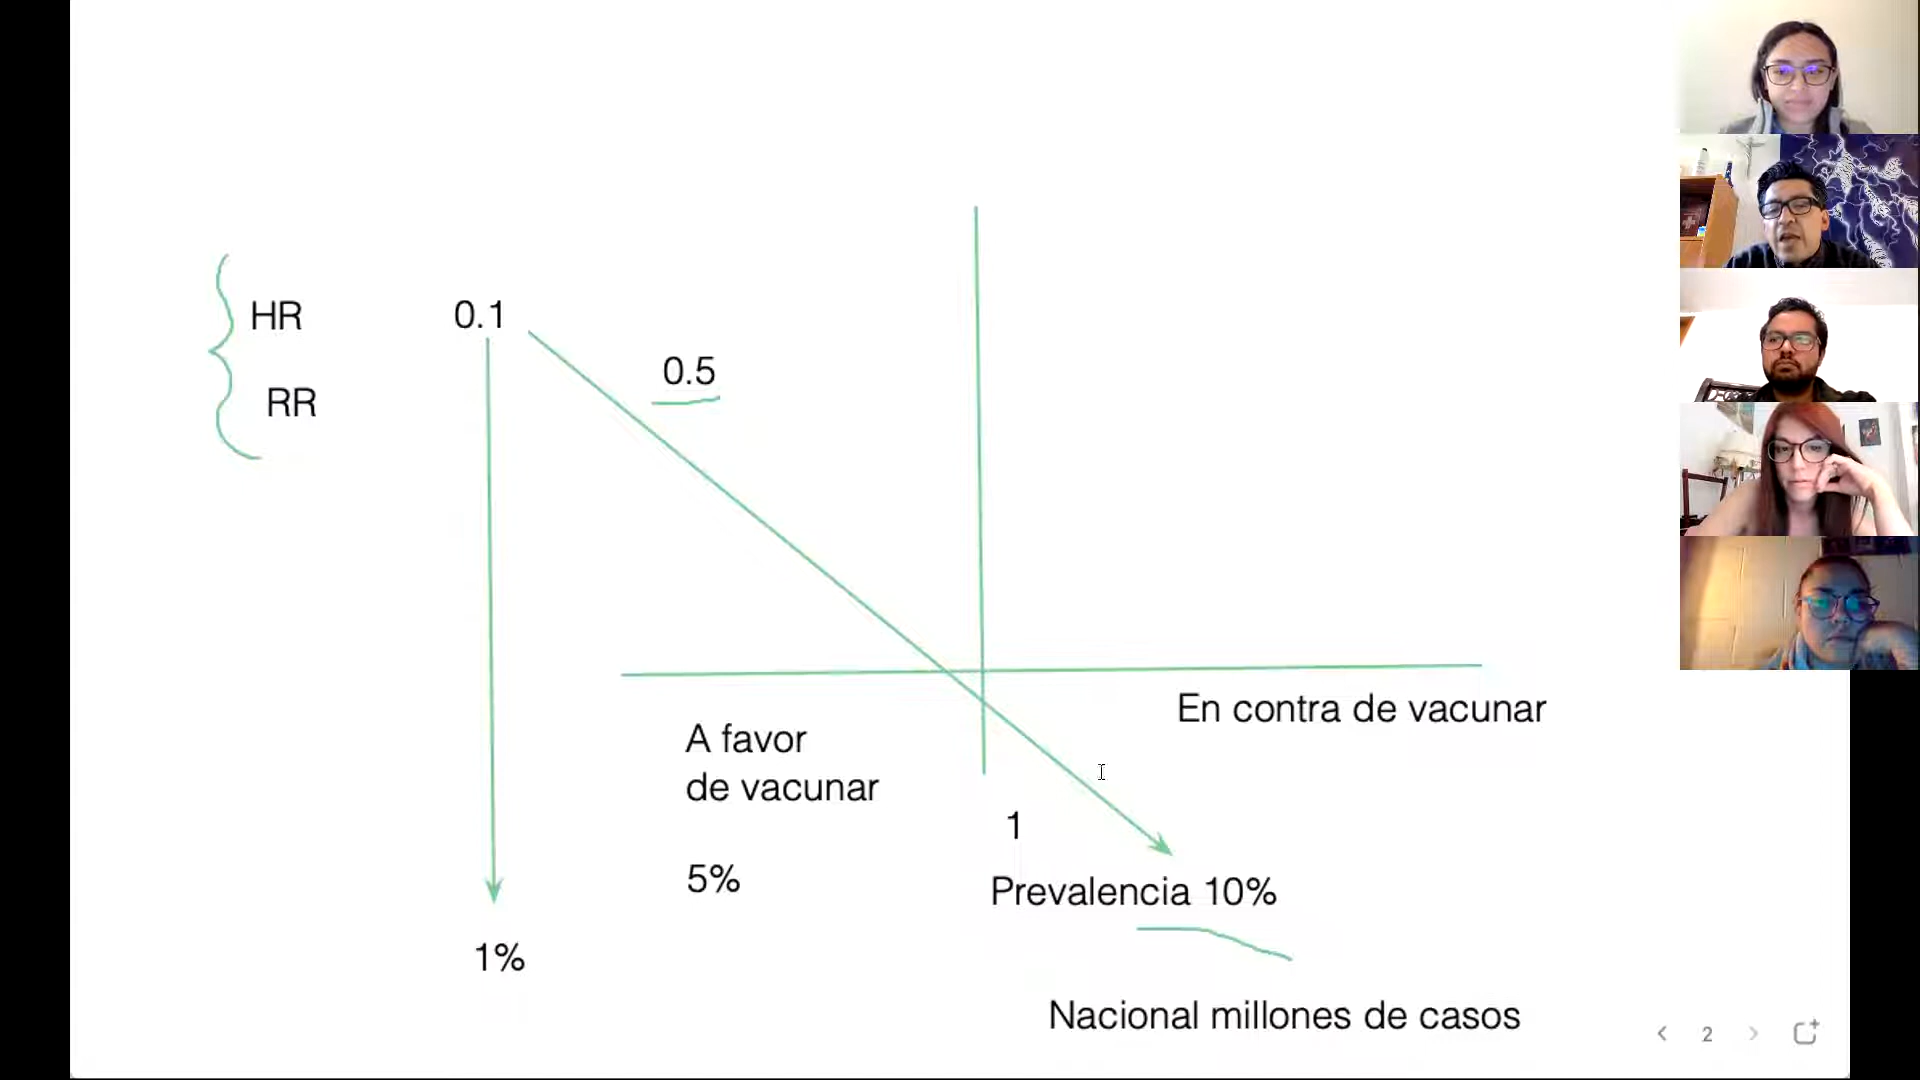 HR
0.1
0.5
RR
En contra de vacunar
A favor
de vacunar
1
5%
Prevalencia 10%
1%
Nacional millones de casos
2